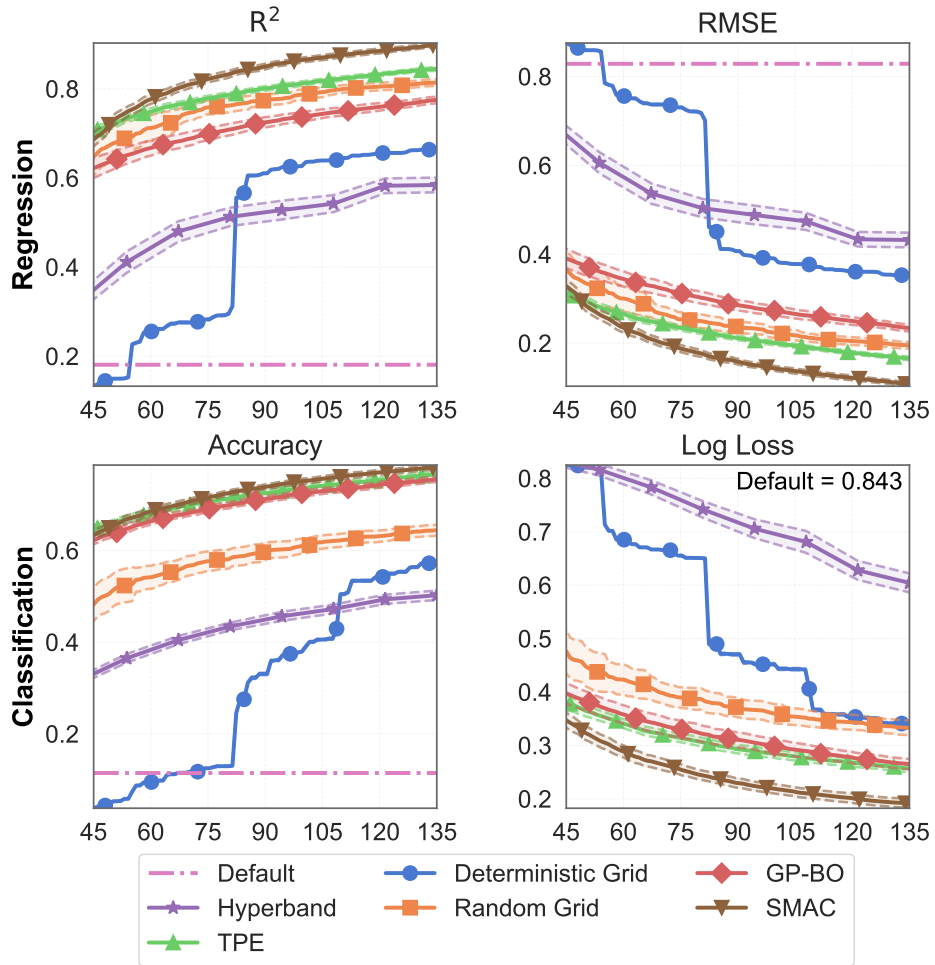 R² RMSE
Regression
0.8 0.8
0.6 0.6
0.4 0.4
0.2 0.2
45 60 75 90 105 120 135 45 60 75 90 105 120 135
Accuracy Log Loss
Classification
Default = 0.843
0.6 0.8
0.4 0.7
0.2 0.6
0.5
0.4
0.3
0.2
45 60 75 90 105 120 135 45 60 75 90 105 120 135
Default Deterministic Grid GP-BO
Hyperband Random Grid SMAC
TPE